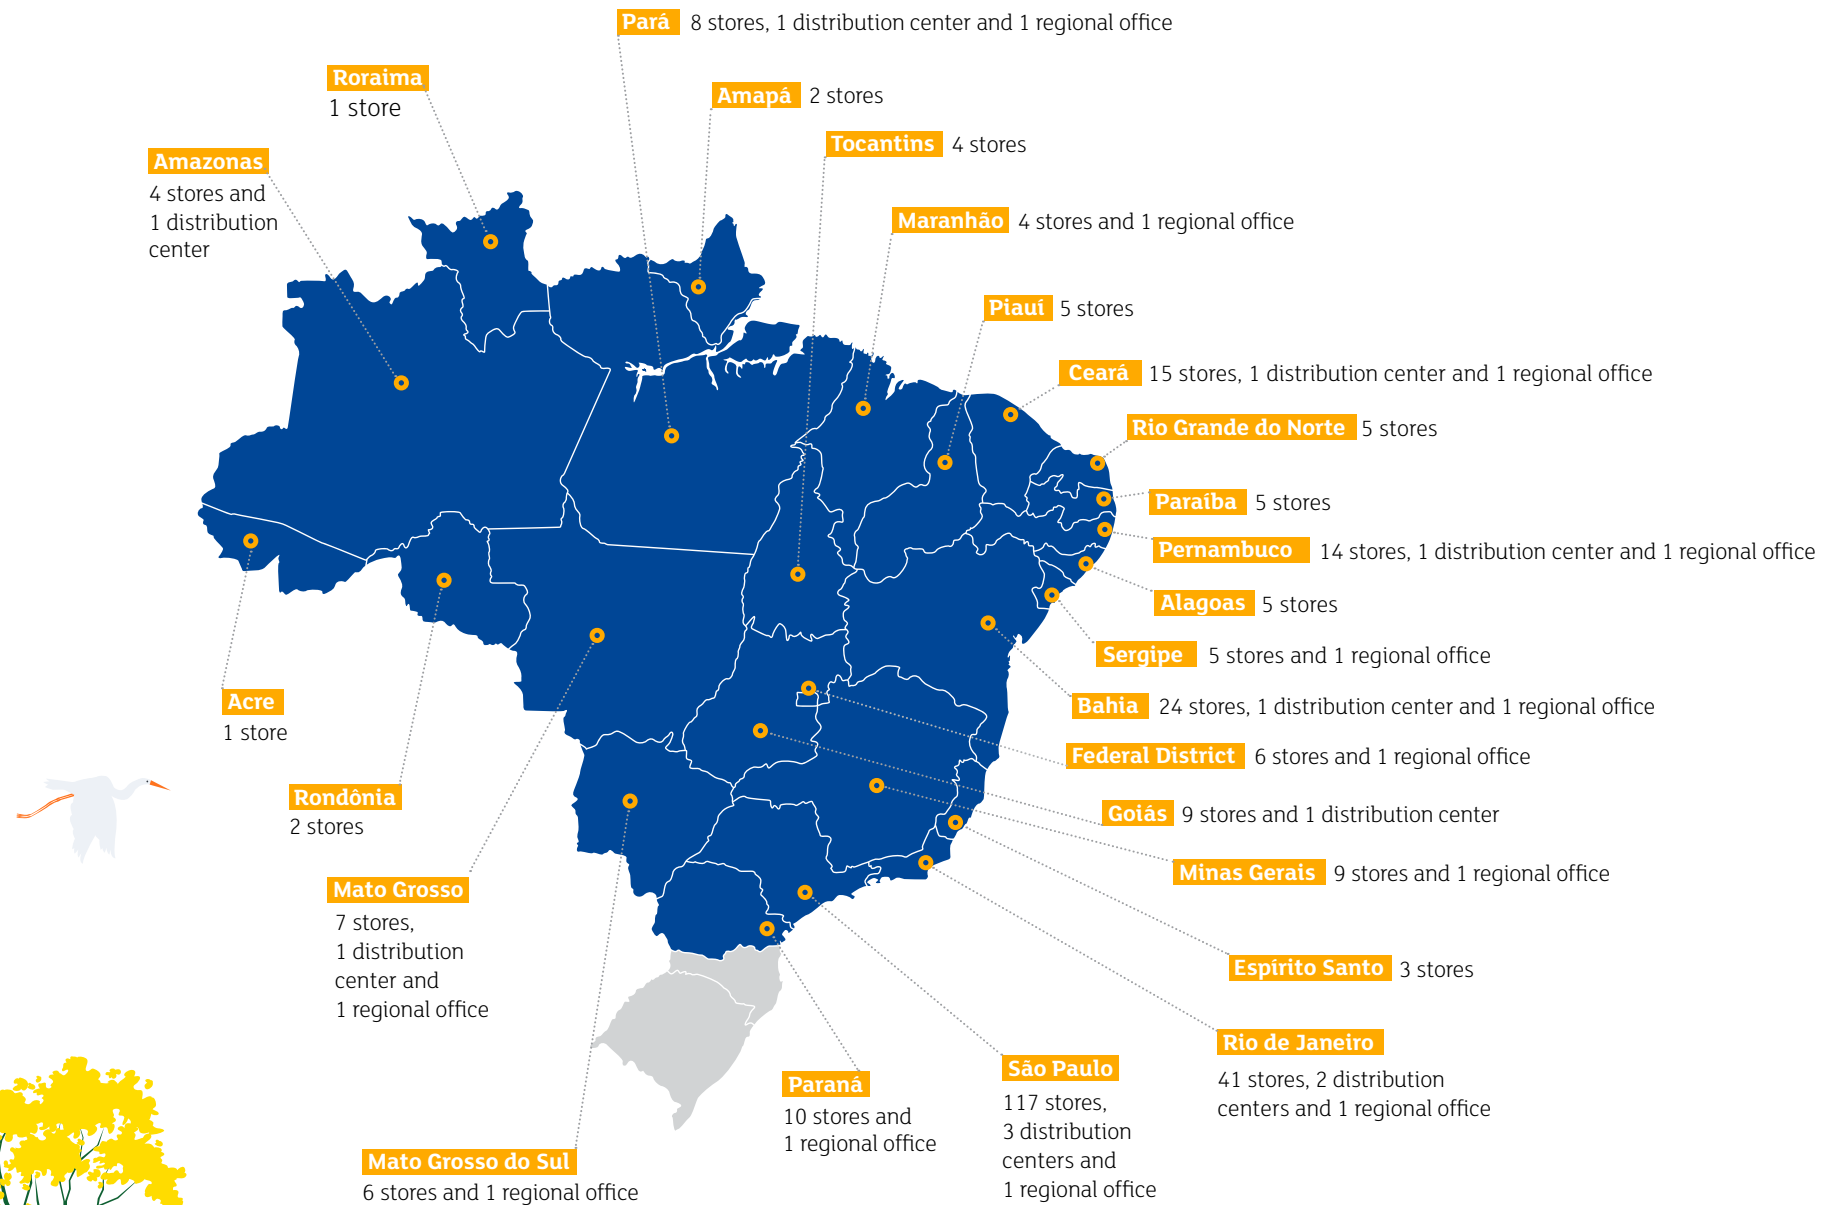 Pará 8 stores, 1 distribution center and 1 regional office
Roraima
1 store
Amapá 2 stores
Tocantins 4 stores
Amazonas
4 stores and
1 distribution
center
Maranhão 4 stores and 1 regional office
Piauí 5 stores
Ceará 15 stores, 1 distribution center and 1 regional office
Rio Grande do Norte 5 stores
Paraíba 5 stores
Pernambuco 14 stores, 1 distribution center and 1 regional office
Alagoas 5 stores
Sergipe 5 stores and 1 regional office
Acre
1 store
Bahia 24 stores, 1 distribution center and 1 regional office
Federal District 6 stores and 1 regional office
Rondônia
2 stores
Goiás 9 stores and 1 distribution center
Minas Gerais 9 stores and 1 regional office
Mato Grosso
7 stores,
1 distribution
center and
1 regional office
Espírito Santo 3 stores
Rio de Janeiro
41 stores, 2 distribution
centers and 1 regional office
São Paulo
117 stores,
3 distribution
centers and
1 regional office
Paraná
10 stores and
1 regional office
Mato Grosso do Sul
6 stores and 1 regional office